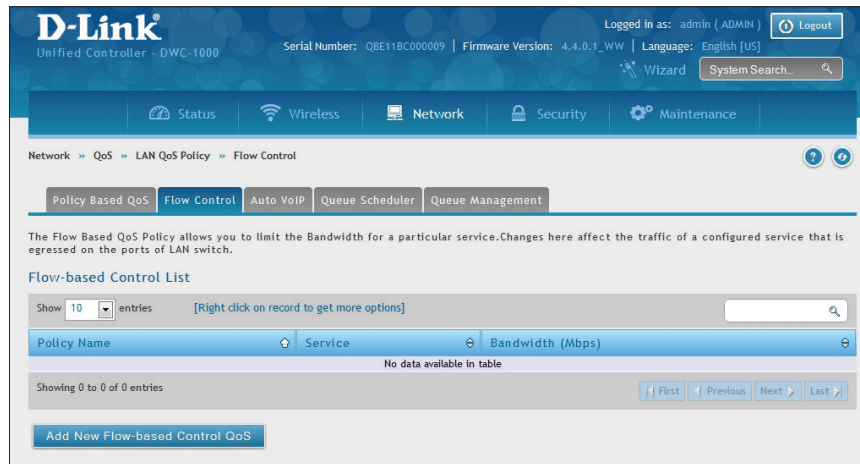 D-Link®
Logged in as: admin ( ADMIN ) Logout
Unified Controller - DWC-1000
Serial Number: QBE11BC000009 | Firmware Version: 4.4.0.1_WW | Language: English [US]
Wizard System Search...
Status Wireless Network Security Maintenance
Network » QoS » LAN QoS Policy » Flow Control
?
Policy Based QoS Flow Control Auto VoIP Queue Scheduler Queue Management
The Flow Based QoS Policy allows you to limit the Bandwidth for a particular service.Changes here affect the traffic of a configured service that is
egressed on the ports of LAN switch.
Flow-based Control List
Show 10 entries [Right click on record to get more options]
Policy Name Service Bandwidth (Mbps)
No data available in table
Showing 0 to 0 of 0 entries First Previous Next Last
Add New Flow-based Control QoS